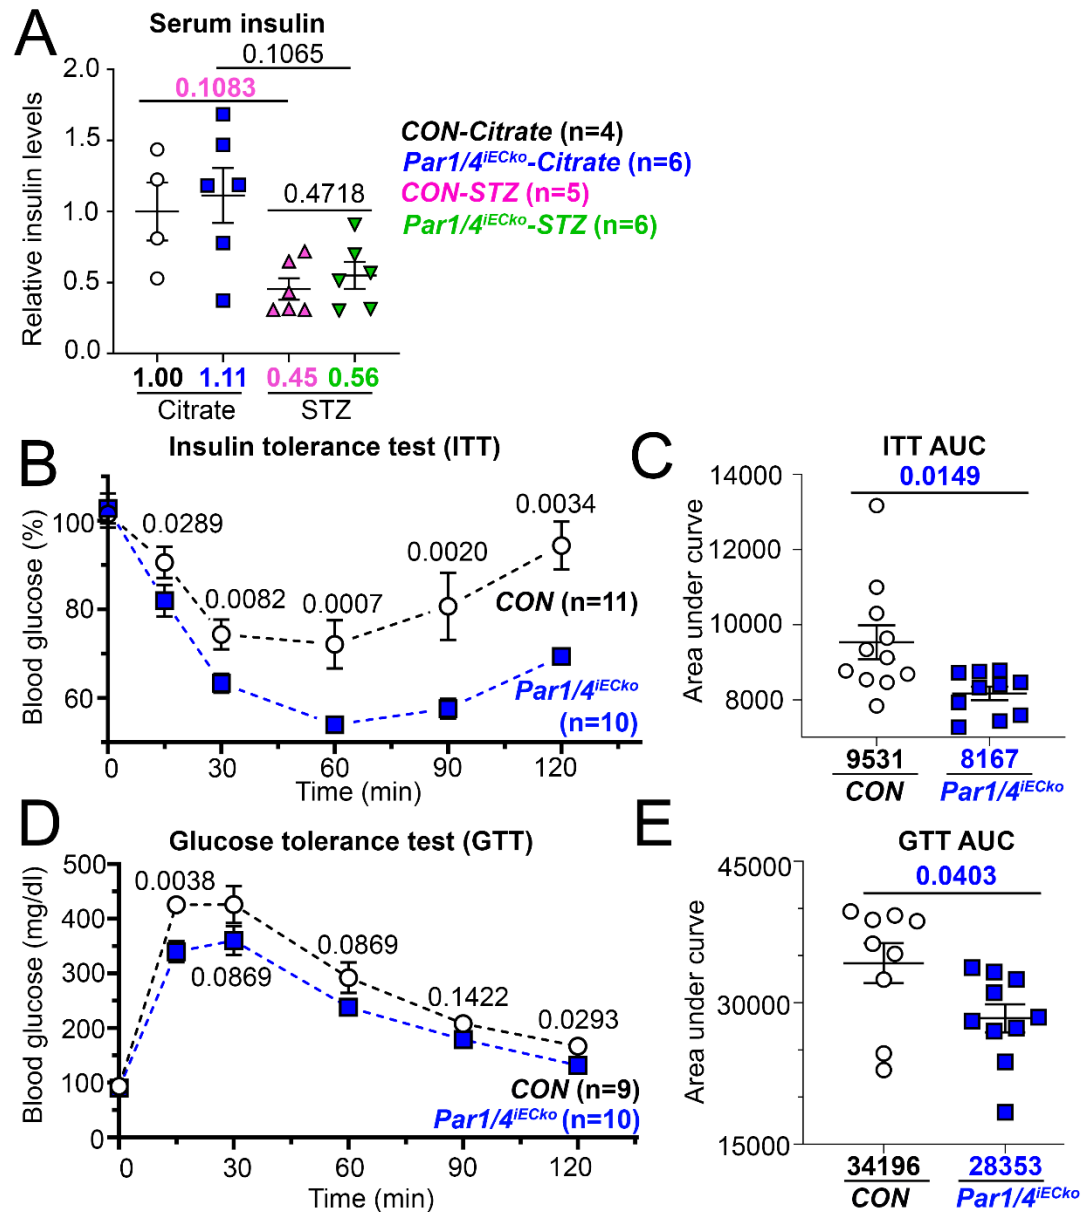 A
Serum insulin
0.1065
0.1083
2.0
1.5
1.0
0.5
0.0
Relative insulin levels
0.4718
CON-Citrate (n=4)
Par1/4iECko-Citrate (n=6)
CON-STZ (n=5)
Par1/4iECko-STZ (n=6)
1.00 1.11 0.45 0.56
Citrate STZ
B
Insulin tolerance test (ITT)
Blood glucose (%)
100
80
60
0.0289
0.0082
0.0007
0.0020
0.0034
CON (n=11)
Par1/4iECko
(n=10)
0 30 60 90 120
Time (min)
C
ITT AUC
0.0149
Area under curve
14000
12000
10000
8000
9531 8167
CON Par1/4iECko
D
Glucose tolerance test (GTT)
Blood glucose (mg/dl)
500
400
300
200
100
0
0.0038
0.0869
0.0869
0.1422
0.0293
CON (n=9)
Par1/4iECko (n=10)
0 30 60 90 120
Time (min)
E
GTT AUC
0.0403
Area under curve
45000
30000
15000
34196 28353
CON Par1/4iECko